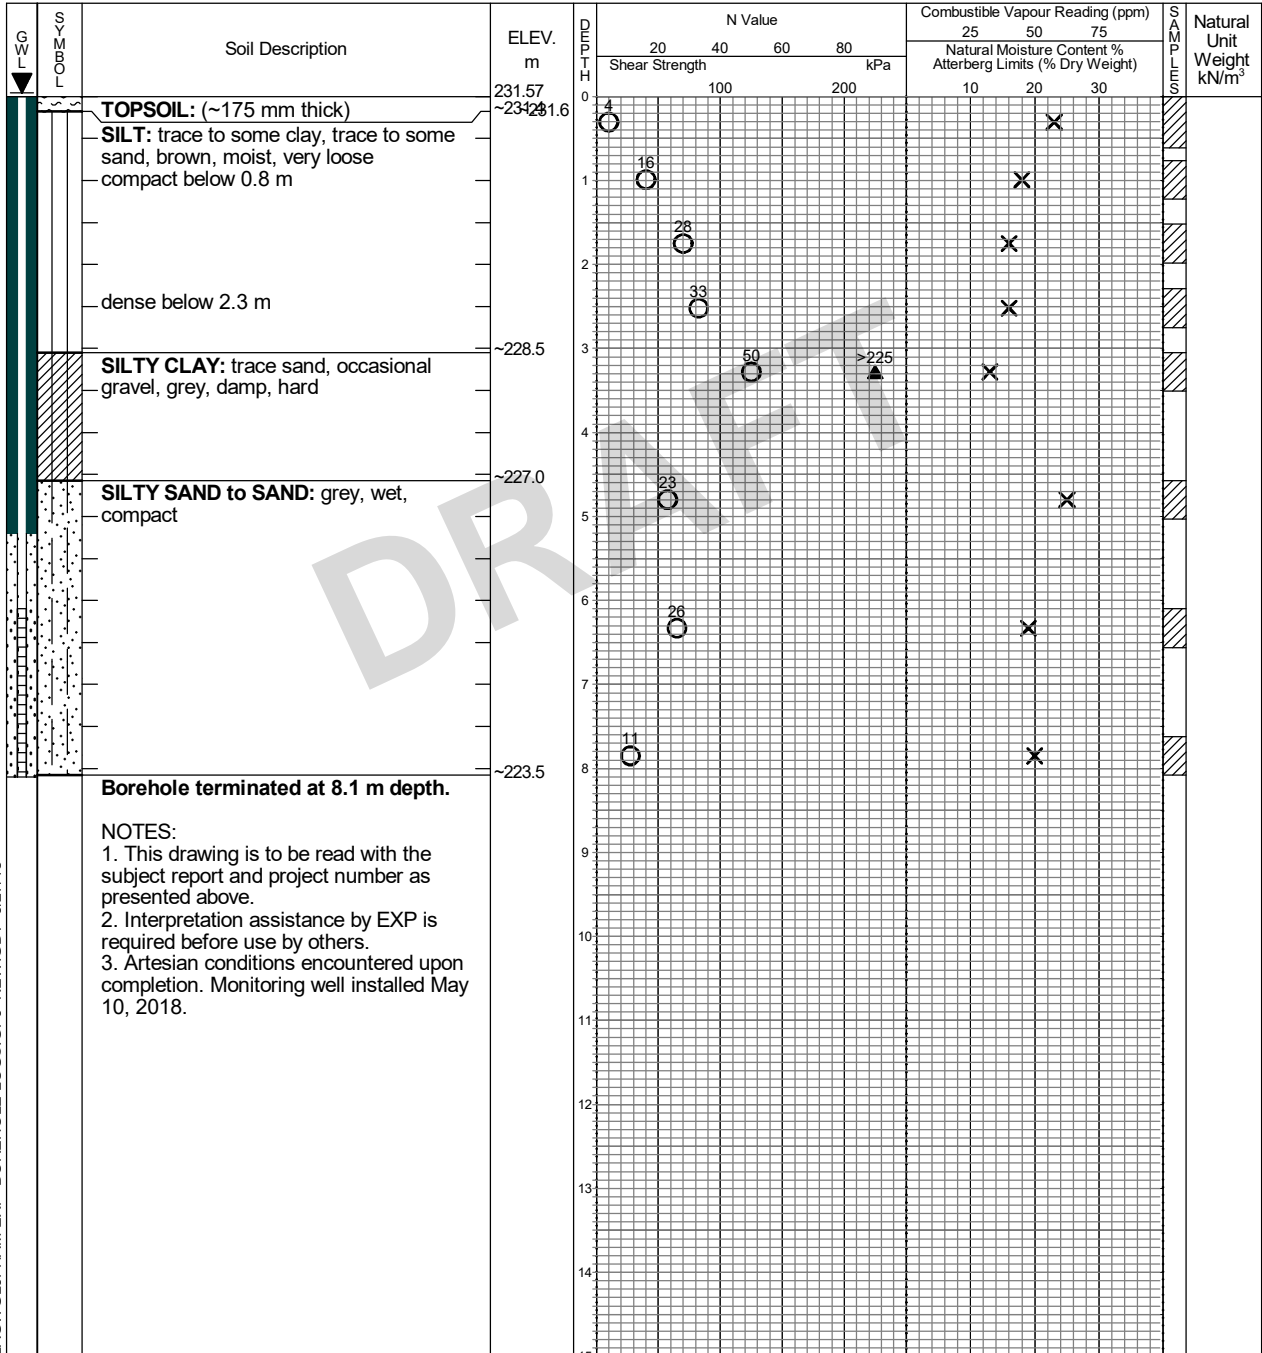 GWL
SYMBOL
Soil Description
ELEV.
m
231.57
DEPTH
N Value
20 40 60 80
Shear Strength kPa
100 200
Combustible Vapour Reading (ppm)
25 50 75
Natural Moisture Content %
Atterberg Limits (% Dry Weight)
10 20 30
SAMPLES
Natural
Unit
Weight
kN/m³
0
TOPSOIL: (~175 mm thick)
~231.4
~231.6
4
SILT: trace to some clay, trace to some
sand, brown, moist, very loose
compact below 0.8 m
16
1
28
2
dense below 2.3 m
33
~228.5
3
SILTY CLAY: trace sand, occasional
gravel, grey, damp, hard
50
>225
4
~227.0
SILTY SAND to SAND: grey, wet,
compact
23
5
6
26
7
11
8
~223.5
Borehole terminated at 8.1 m depth.
NOTES:
1. This drawing is to be read with the
subject report and project number as
presented above.
2. Interpretation assistance by EXP is
required before use by others.
3. Artesian conditions encountered upon
completion. Monitoring well installed May
10, 2018.
9
10
11
12
13
14
DRAFT